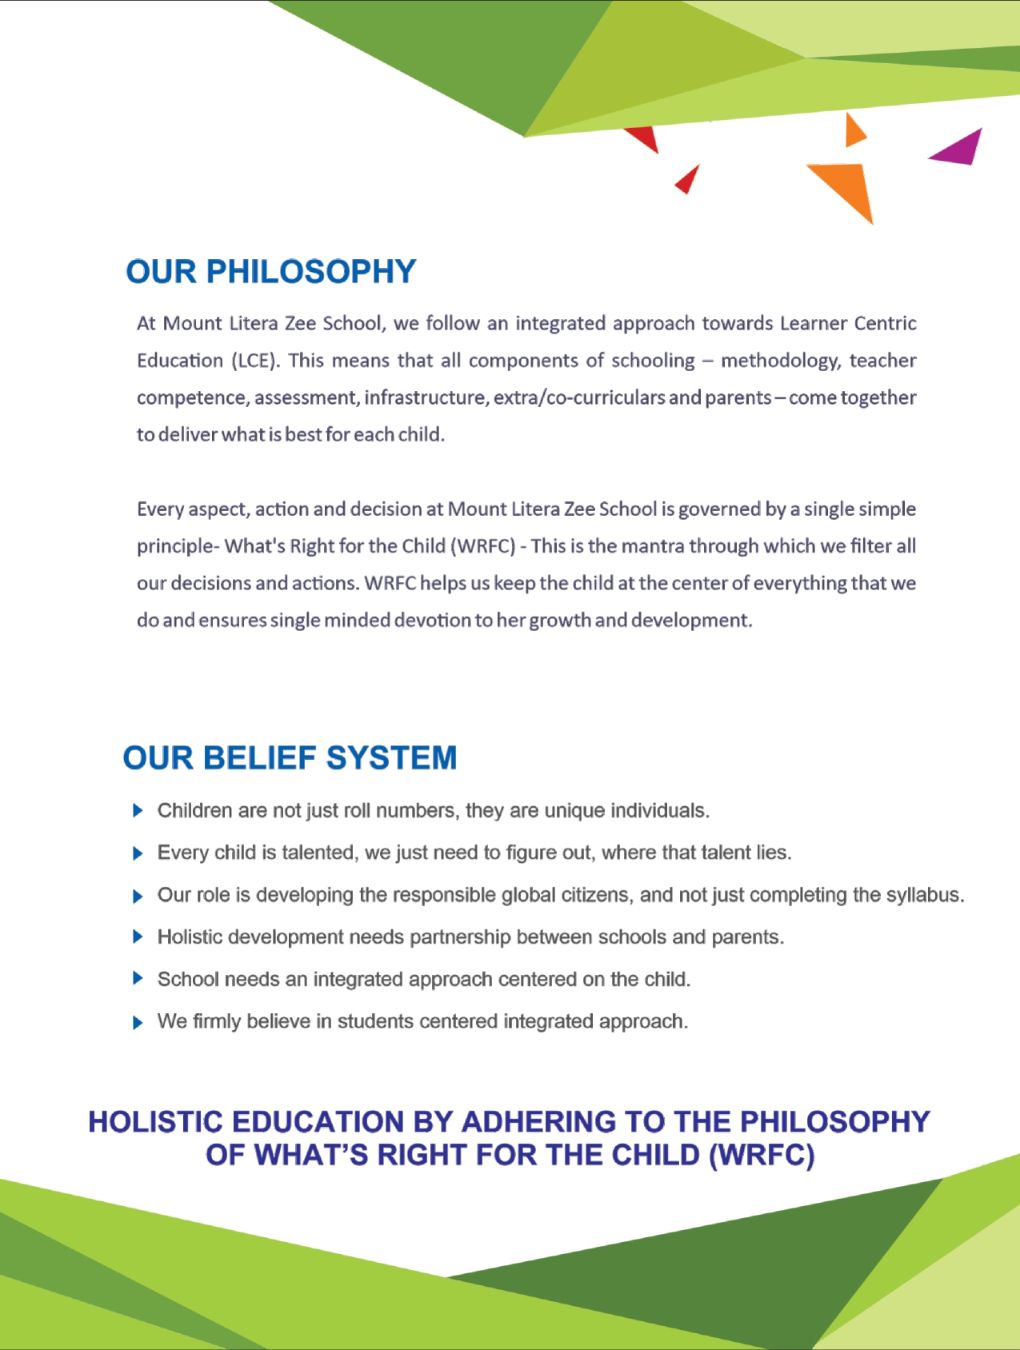 OUR PHILOSOPHY
At Mount Litera Zee School, we follow an integrated approach towards Learner Centric
Education (LCE). This means that all components of schooling – methodology, teacher
competence, assessment, infrastructure, extra/co-curriculars and parents – come together
to deliver what is best for each child.
Every aspect, action and decision at Mount Litera Zee School is governed by a single simple
principle- What's Right for the Child (WRFC) - This is the mantra through which we filter all
our decisions and actions. WRFC helps us keep the child at the center of everything that we
do and ensures single minded devotion to her growth and development.
OUR BELIEF SYSTEM
Children are not just roll numbers, they are unique individuals.
Every child is talented, we just need to figure out, where that talent lies.
Our role is developing the responsible global citizens, and not just completing the syllabus.
Holistic development needs partnership between schools and parents.
School needs an integrated approach centered on the child.
We firmly believe in students centered integrated approach.
HOLISTIC EDUCATION BY ADHERING TO THE PHILOSOPHY
OF WHAT’S RIGHT FOR THE CHILD (WRFC)